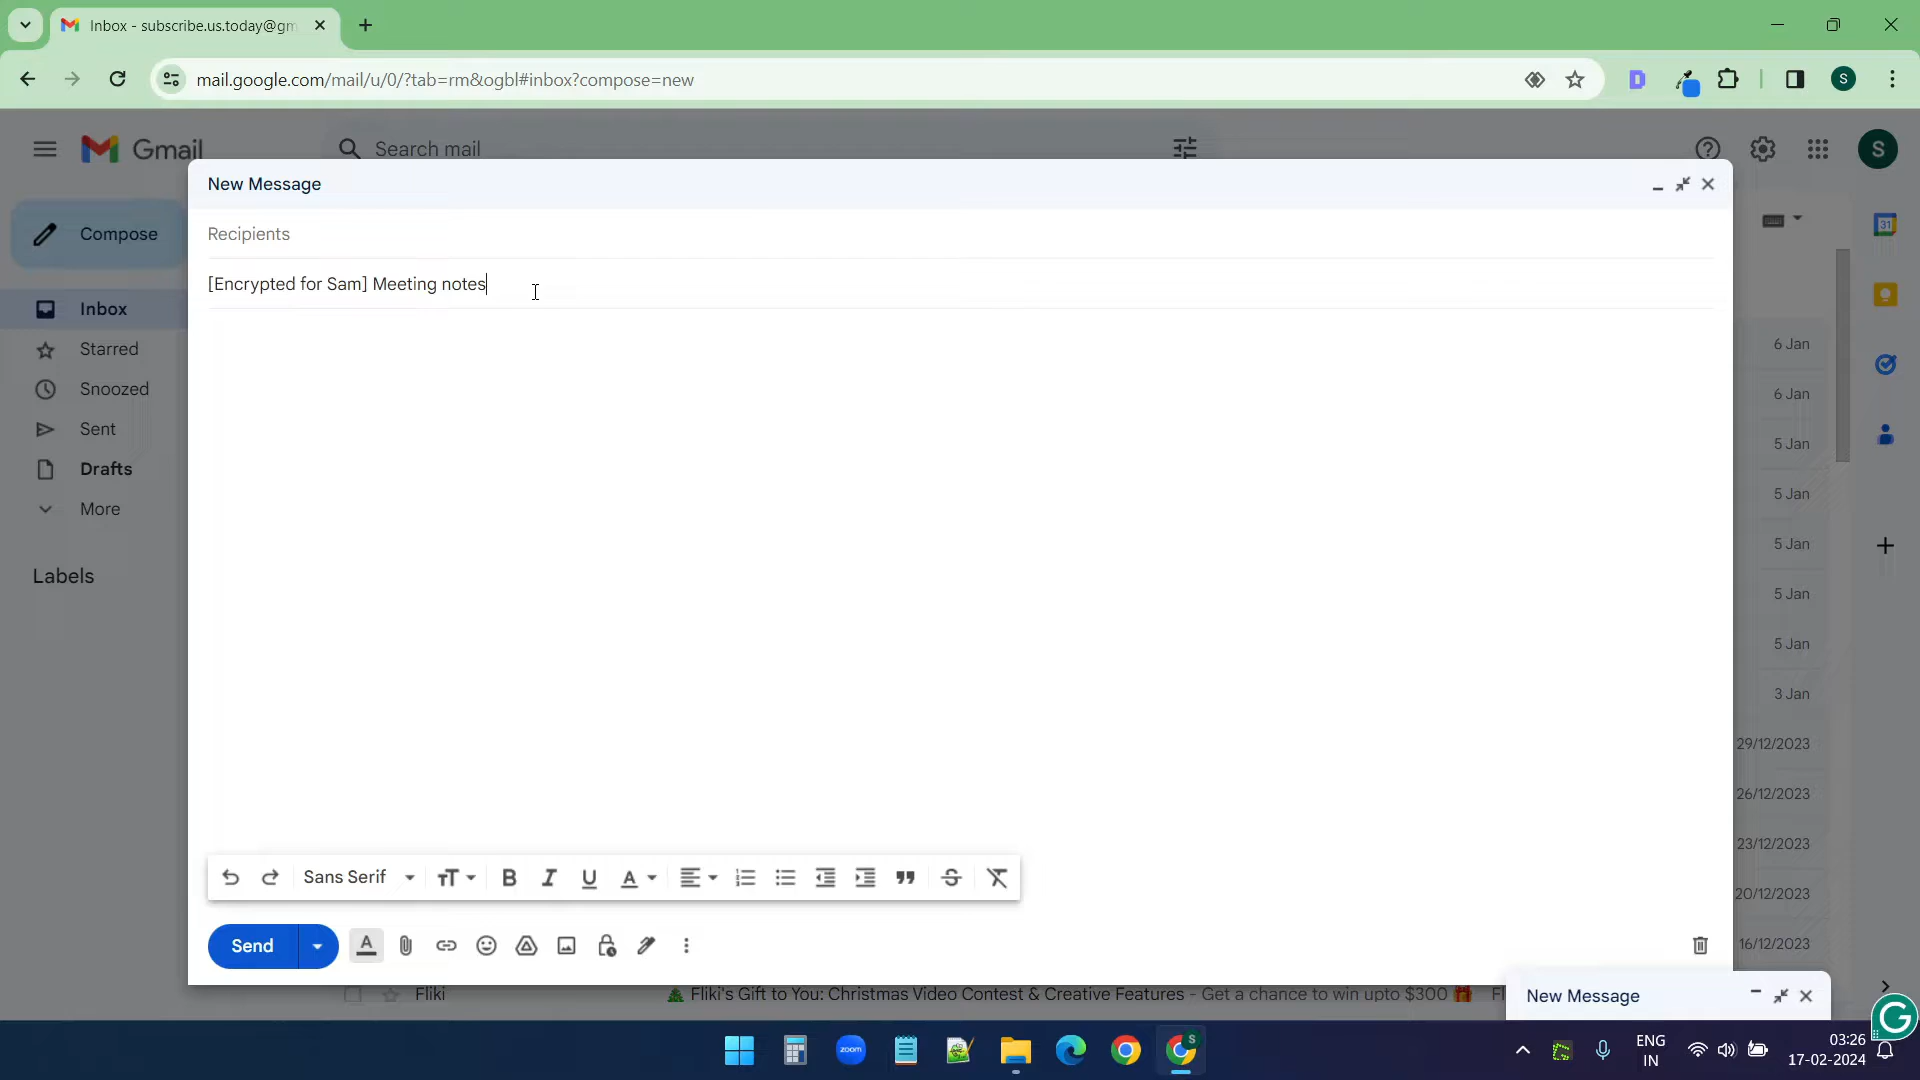 Inbox - subscribe.us.today@gm
mail.google.com/mail/u/0/?tab=rm&ogbl#inbox?compose=new
S
Gmail
Search mail
S
New Message
Compose
Recipients
31
[Encrypted for Sam] Meeting notes
Inbox
Starred
6 Jan
Snoozed
6 Jan
Sent
5 Jan
Drafts
5 Jan
More
5 Jan
Labels
5 Jan
5 Jan
3 Jan
29/12/2023
26/12/2023
23/12/2023
Sans Serif
20/12/2023
Send
16/12/2023
Fliki
🎄 Fliki's Gift to You: Christmas Video Contest & Creative Features - Get a chance to win upto $300 🎁 Fl
New Message
zoom
S
ENG
IN
03:26
17-02-2024